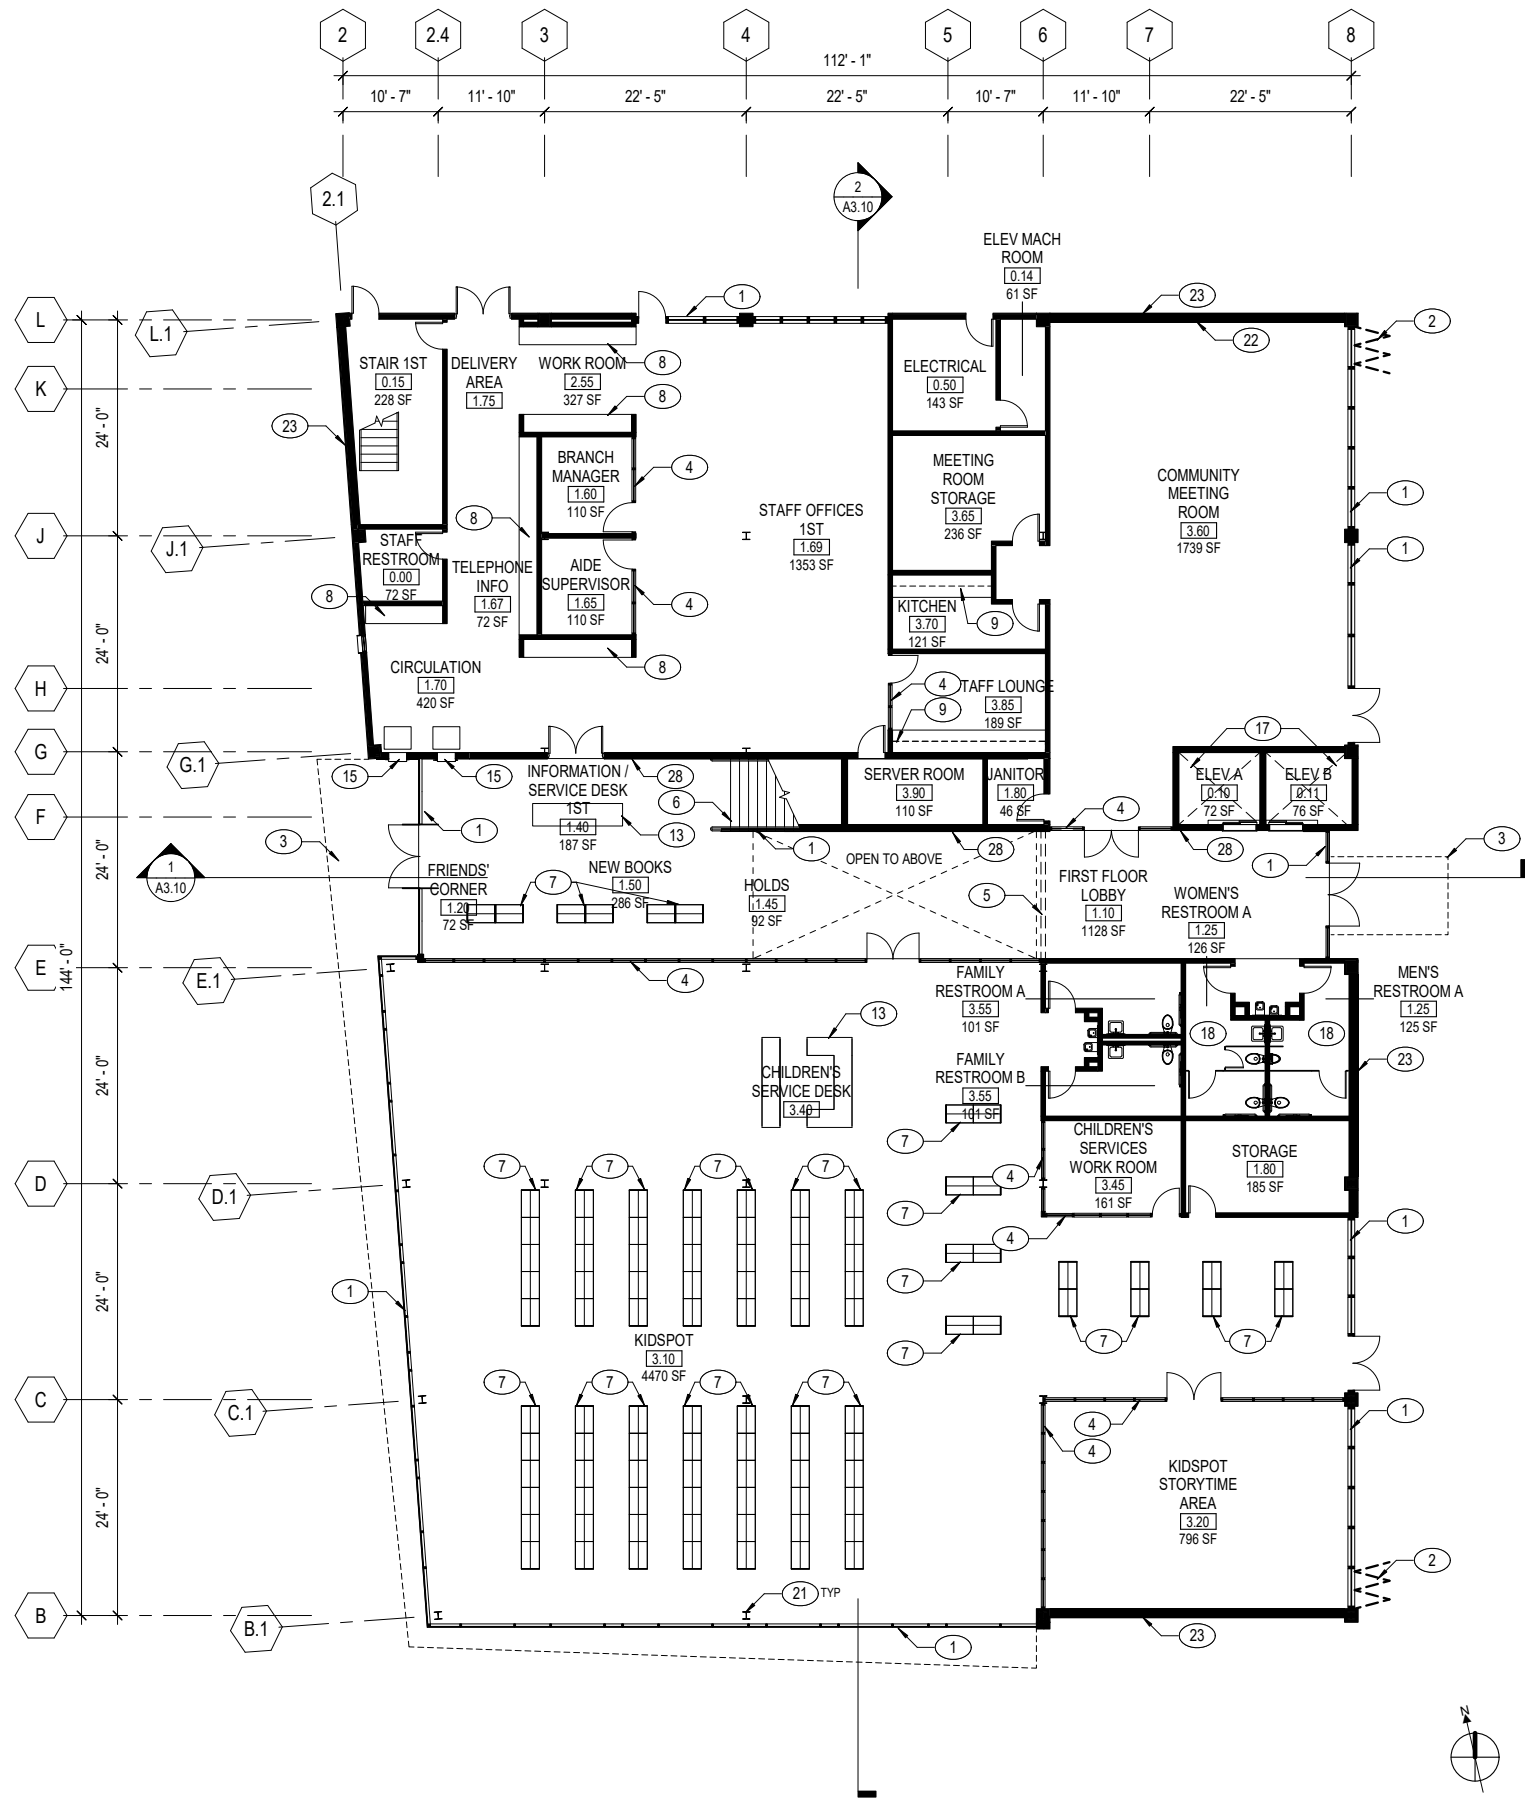 2
2.4
3
4
5
6
7
8
112' - 1"
10' - 7"
11' - 10"
22' - 5"
22' - 5"
10' - 7"
11' - 10"
22' - 5"
2.1
2
A3.10
ELEV MACH
ROOM
0.14
61 SF
L
L.1
1
23
22
2
STAIR 1ST
0.15
228 SF
DELIVERY
AREA
1.75
WORK ROOM
2.55
327 SF
8
8
ELECTRICAL
0.50
143 SF
K
24' - 0"
23
BRANCH
MANAGER
1.60
110 SF
4
MEETING
ROOM
STORAGE
3.65
236 SF
COMMUNITY
MEETING
ROOM
3.60
1739 SF
1
8
STAFF OFFICES
1ST
1.69
1353 SF
J
J.1
STAFF
RESTROOM
0.00
72 SF
TELEPHONE
INFO
1.67
72 SF
AIDE
SUPERVISOR
1.65
110 SF
4
1
8
KITCHEN
3.70
121 SF
9
24' - 0"
CIRCULATION
1.70
420 SF
8
4
TAFF LOUNGE
3.85
189 SF
9
H
17
G
G.1
15
15
INFORMATION /
SERVICE DESK
1ST
1.40
187 SF
28
6
13
SERVER ROOM
3.90
110 SF
JANITOR
1.80
46 SF
4
ELEV A
0.10
72 SF
ELEV B
0.11
76 SF
F
3
1
1
28
28
1
3
24' - 0"
1
A3.10
FRIENDS'
CORNER
1.20
72 SF
7
NEW BOOKS
1.50
286 SF
HOLDS
1.45
92 SF
OPEN TO ABOVE
5
FIRST FLOOR
LOBBY
1.10
1128 SF
WOMEN'S
RESTROOM A
1.25
126 SF
E
144' - 0"
E.1
4
FAMILY
RESTROOM A
3.55
101 SF
MEN'S
RESTROOM A
1.25
125 SF
13
18
18
23
CHILDREN'S
SERVICE DESK
3.40
FAMILY
RESTROOM B
3.55
101 SF
24' - 0"
7
CHILDREN'S
SERVICES
WORK ROOM
3.45
161 SF
STORAGE
1.80
185 SF
D
D.1
7
7
7
7
4
7
4
1
7
24' - 0"
1
KIDSPOT
3.10
4470 SF
7
7
7
7
7
7
7
C
C.1
4
4
1
KIDSPOT
STORYTIME
AREA
3.20
796 SF
24' - 0"
2
21 TYP
B
B.1
1
23
N